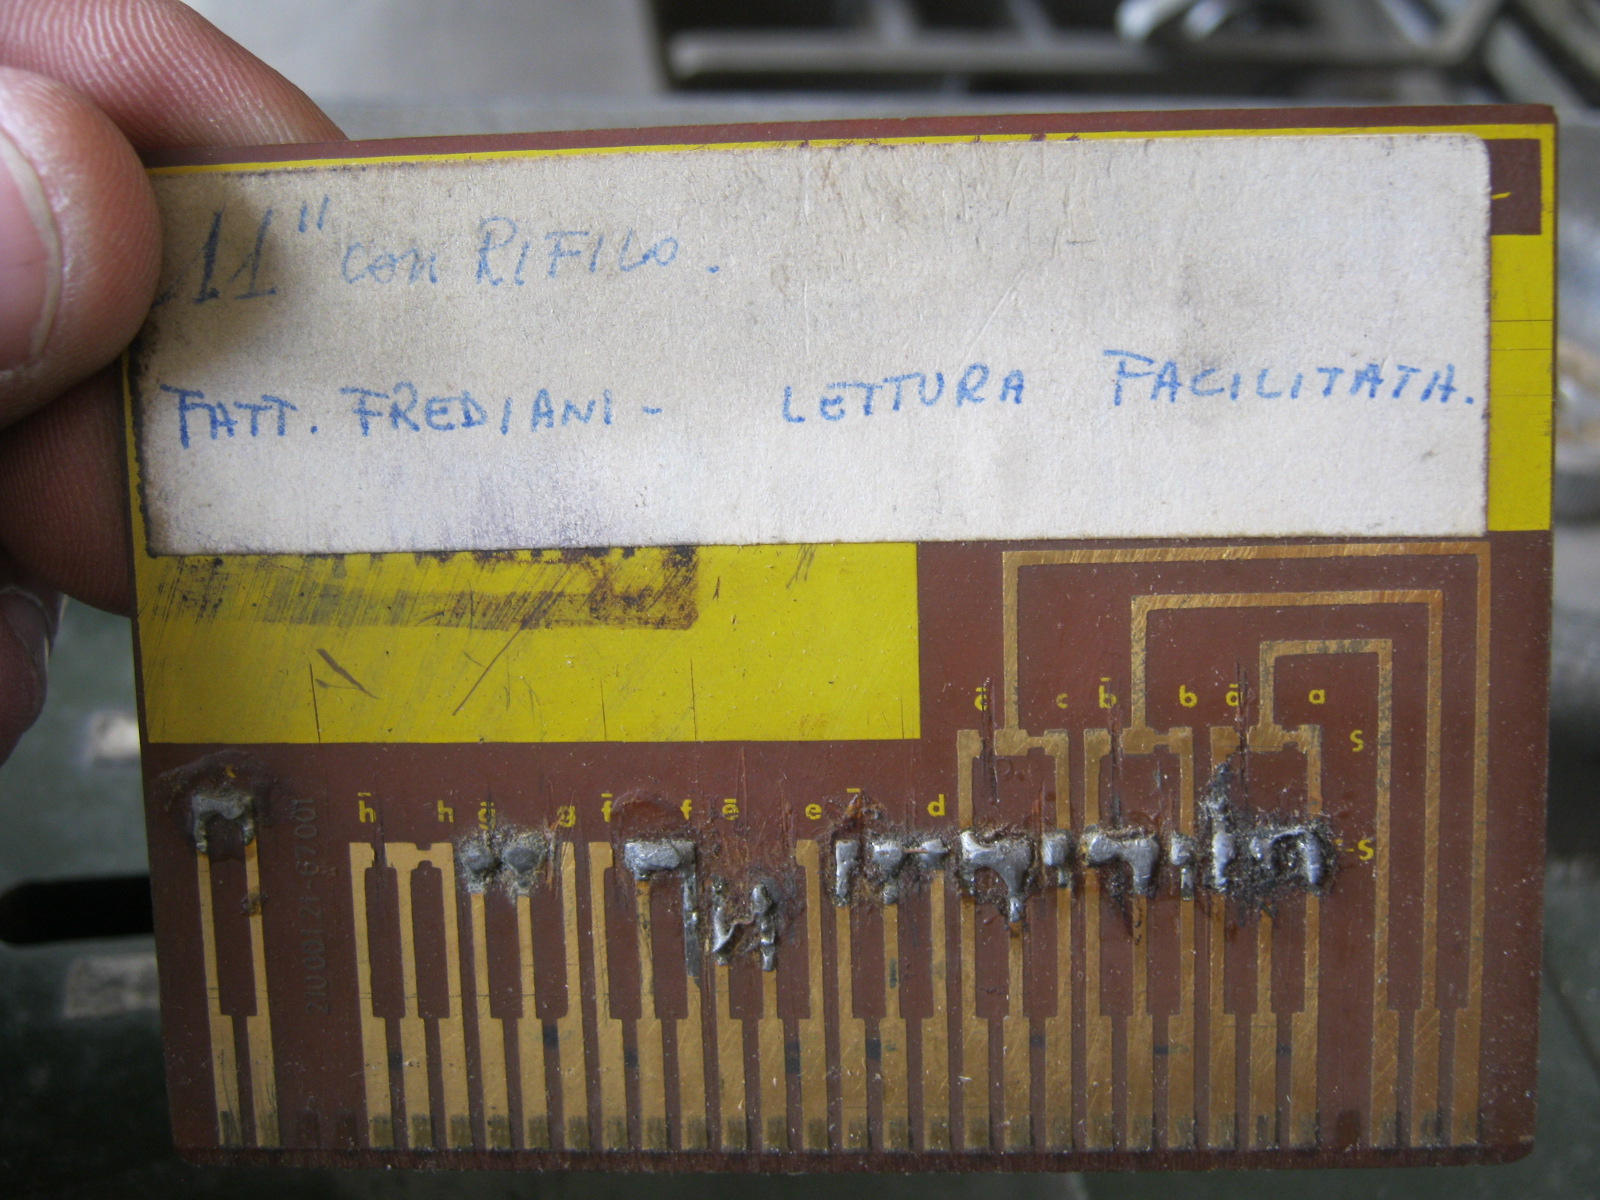 11" con RIFILO.
FATT. FREDIANI - LETTURA FACILITATA.
c̄ c b̄ b ā a
S
h̄ h ḡ g f̄ f ē e d̄ d
-S